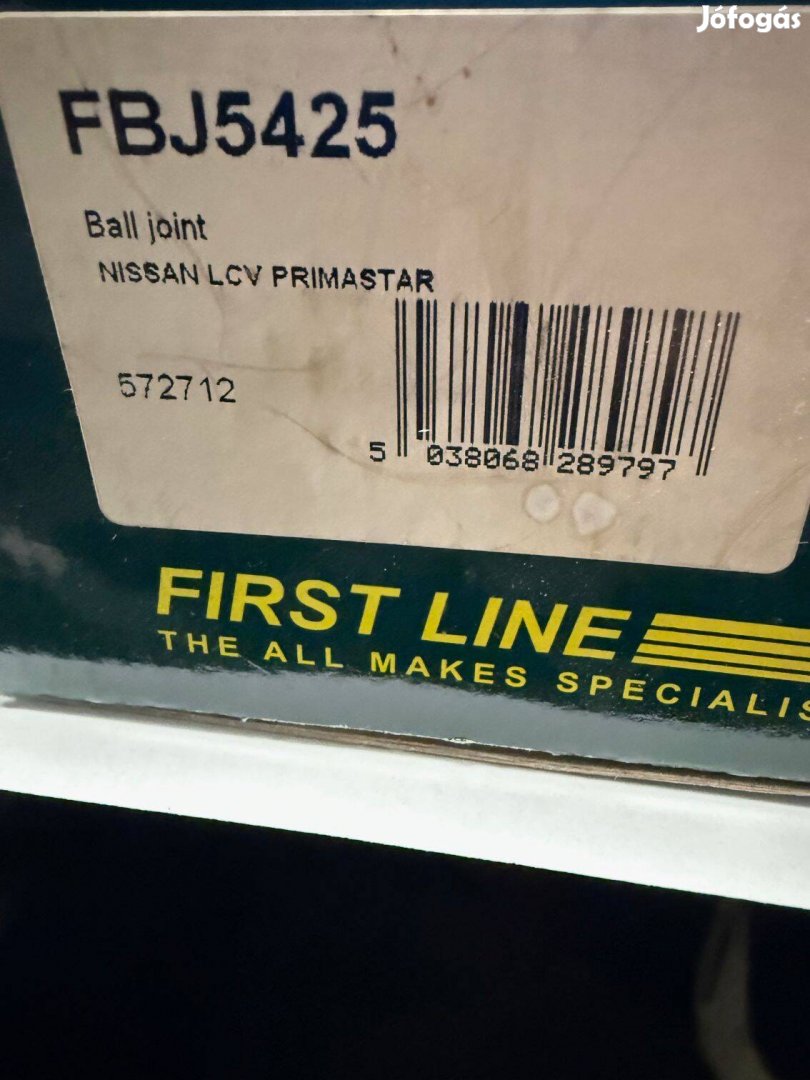 Jófogás
FBJ5425
Ball joint
NISSAN LCV PRIMASTAR
572712
5 038068 289797
FIRST LINE
THE ALL MAKES SPECIALIS